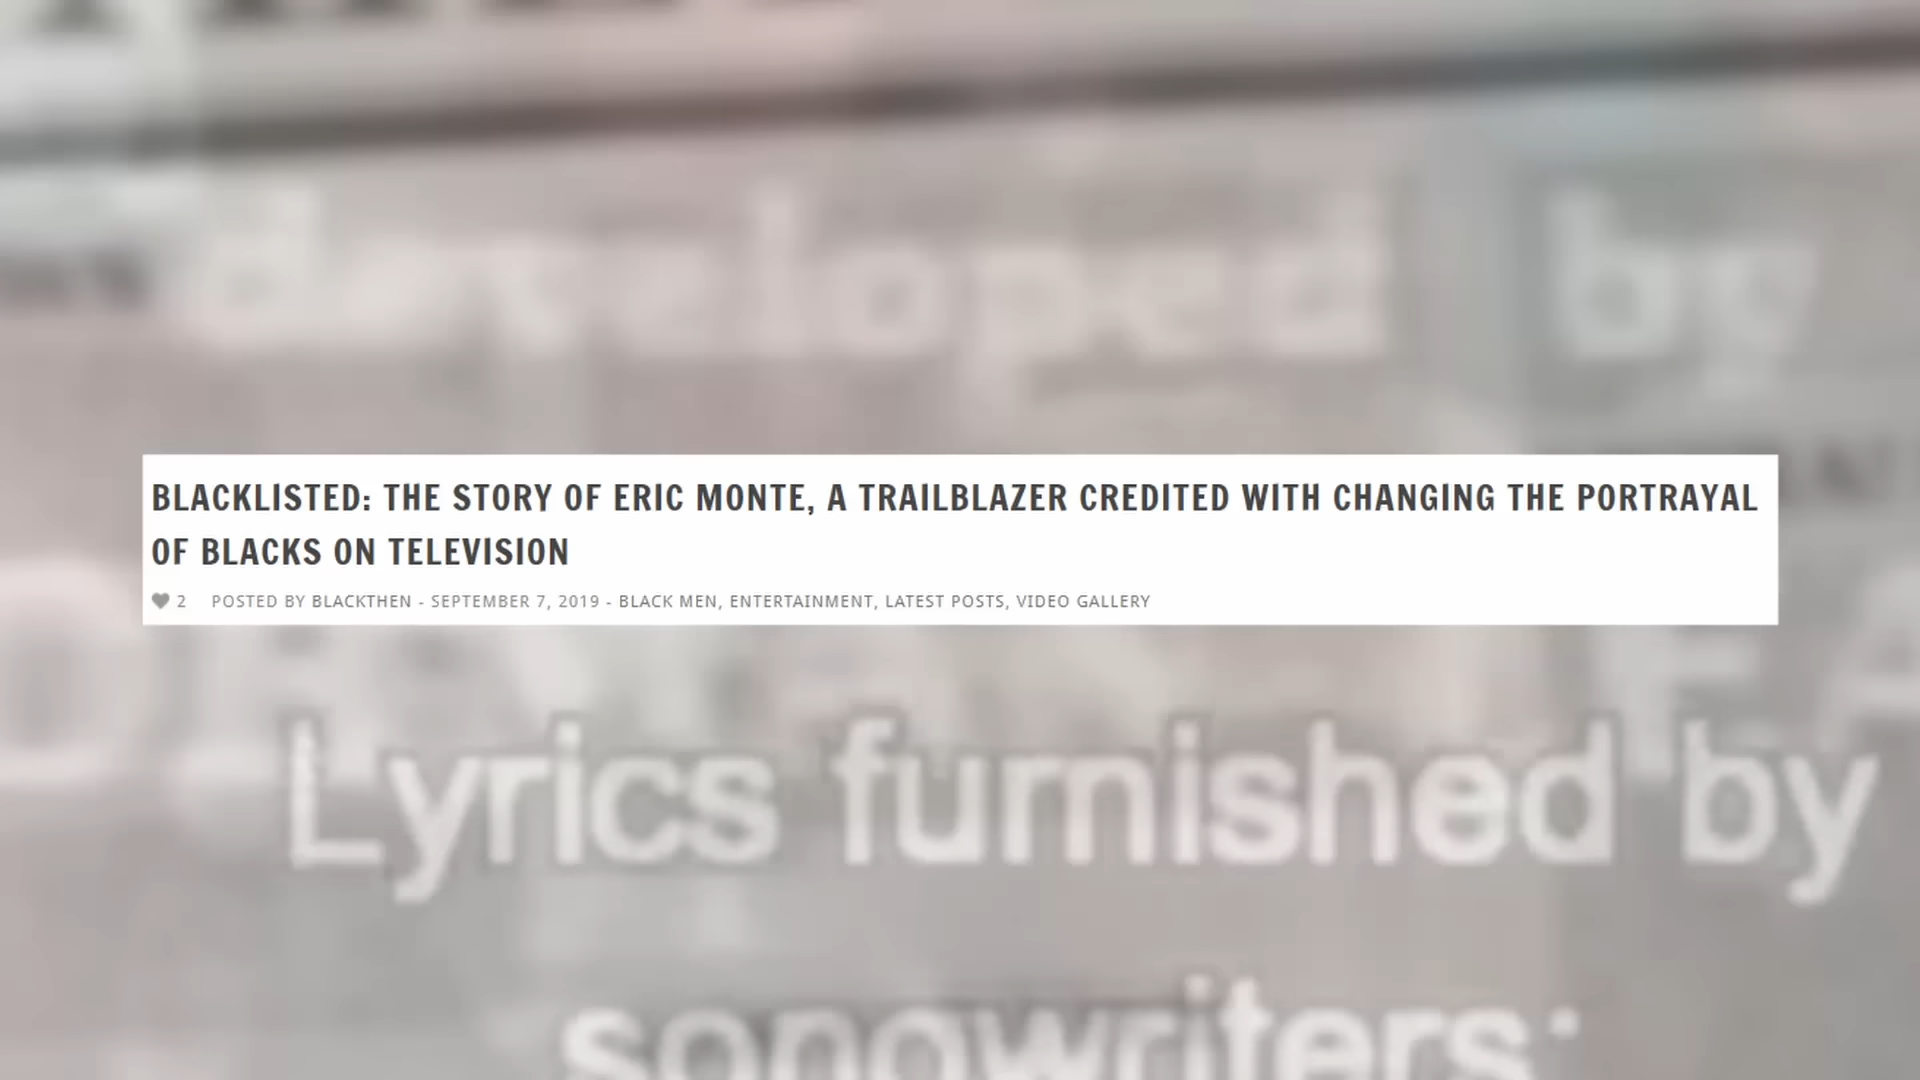 developed by
BLACKLISTED: THE STORY OF ERIC MONTE, A TRAILBLAZER CREDITED WITH CHANGING THE PORTRAYAL
OF BLACKS ON TELEVISION
2 POSTED BY BLACKTHEN - SEPTEMBER 7, 2019 - BLACK MEN, ENTERTAINMENT, LATEST POSTS, VIDEO GALLERY
Lyrics furnished by
songwriters: